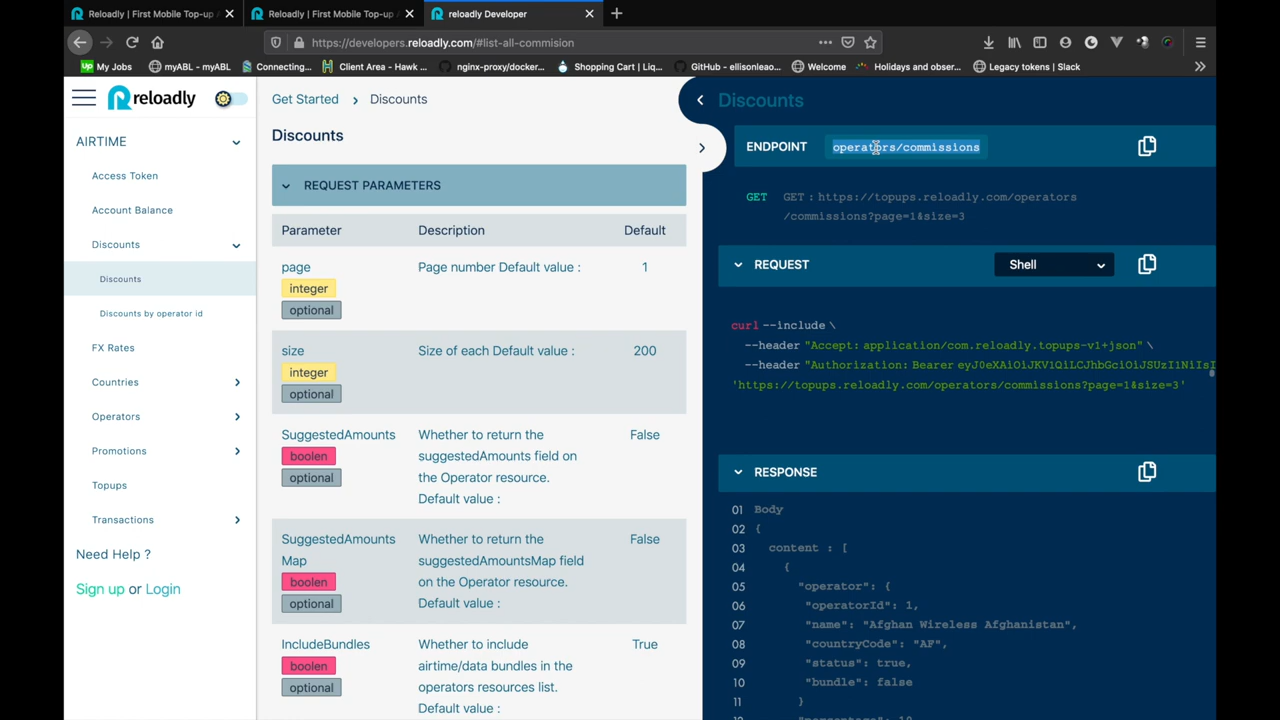 Reloadly | First Mobile Top-up
Reloadly | First Mobile Top-up
reloadly Developer
https://developers.reloadly.com/#list-all-commision
Up My Jobs
myABL - myABL
Connecting...
Client Area - Hawk ...
nginx-proxy/docker...
Shopping Cart | Liq...
GitHub - ellisonleao...
Welcome
Holidays and obser...
Legacy tokens | Slack
reloadly
AIRTIME
Access Token
Account Balance
Discounts
Discounts
Discounts by operator id
FX Rates
Countries
Operators
Promotions
Topups
Transactions
Need Help ?
Sign up or Login
Get Started > Discounts
Discounts
REQUEST PARAMETERS
Parameter Description Default
page Page number Default value : 1
integer
optional
size Size of each Default value : 200
integer
optional
SuggestedAmounts Whether to return the False
boolen suggestedAmounts field on
optional the Operator resource.
Default value :
SuggestedAmounts Whether to return the False
Map suggestedAmountsMap field
boolen on the Operator resource.
optional Default value :
IncludeBundles Whether to include True
boolen airtime/data bundles in the
optional operators resources list.
Default value :
Discounts
ENDPOINT operators/commissions
GET GET : https://topups.reloadly.com/operators
/commissions?page=1&size=3
REQUEST Shell
curl --include \
--header "Accept: application/com.reloadly.topups-v1+json" \
--header "Authorization: Bearer eyJ0eXAiOiJKV1QiLCJhbGciOiJSUzI1NiIsI
'https://topups.reloadly.com/operators/commissions?page=1&size=3'
RESPONSE
01 Body
02 {
03 content : [
04 {
05 "operator": {
06 "operatorId": 1,
07 "name": "Afghan Wireless Afghanistan",
08 "countryCode": "AF",
09 "status": true,
10 "bundle": false
11 }